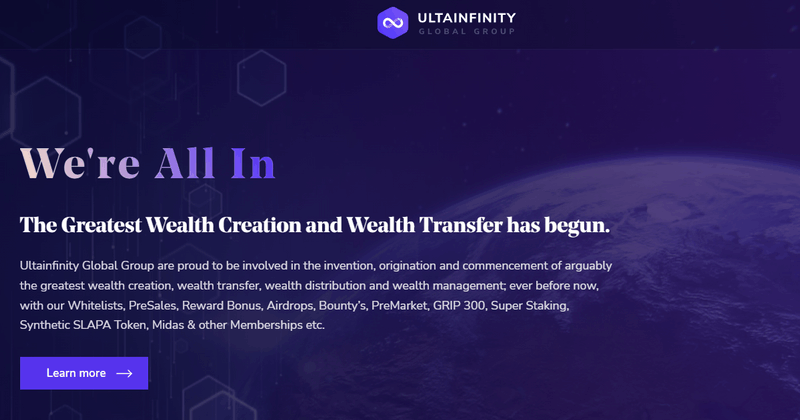 ULTAINFINITY
GLOBAL GROUP
We're All In
The Greatest Wealth Creation and Wealth Transfer has begun.
Ultainfinity Global Group are proud to be involved in the invention, origination and commencement of arguably
the greatest wealth creation, wealth transfer, wealth distribution and wealth management; ever before now,
with our Whitelists, PreSales, Reward Bonus, Airdrops, Bounty's, PreMarket, GRIP 300, Super Staking,
Synthetic SLAPA Token, Midas & other Memberships etc.
Learn more